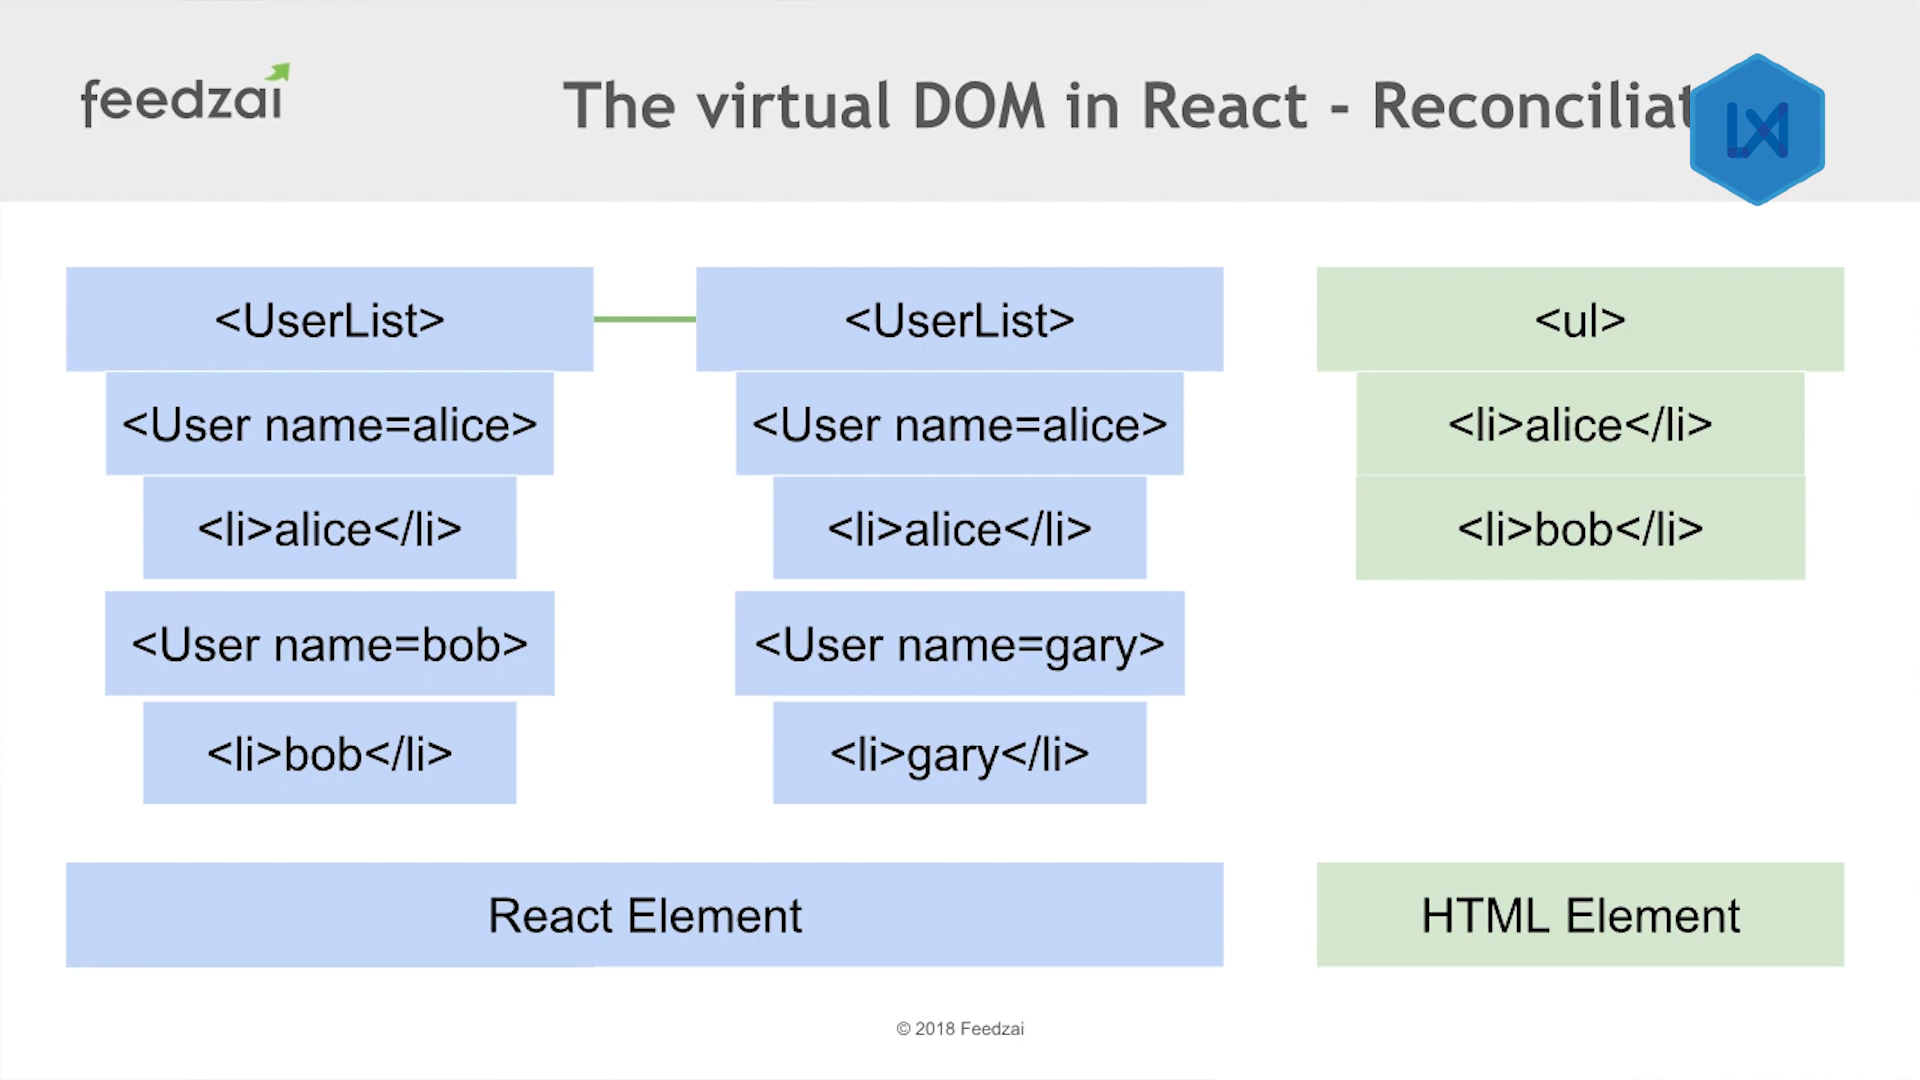 feedzai
The virtual DOM in React - Reconciliat
<UserList>
<User name=alice>
<li>alice</li>
<User name=bob>
<li>bob</li>
<UserList>
<User name=alice>
<li>alice</li>
<User name=gary>
<li>gary</li>
<ul>
<li>alice</li>
<li>bob</li>
React Element
HTML Element
© 2018 Feedzai